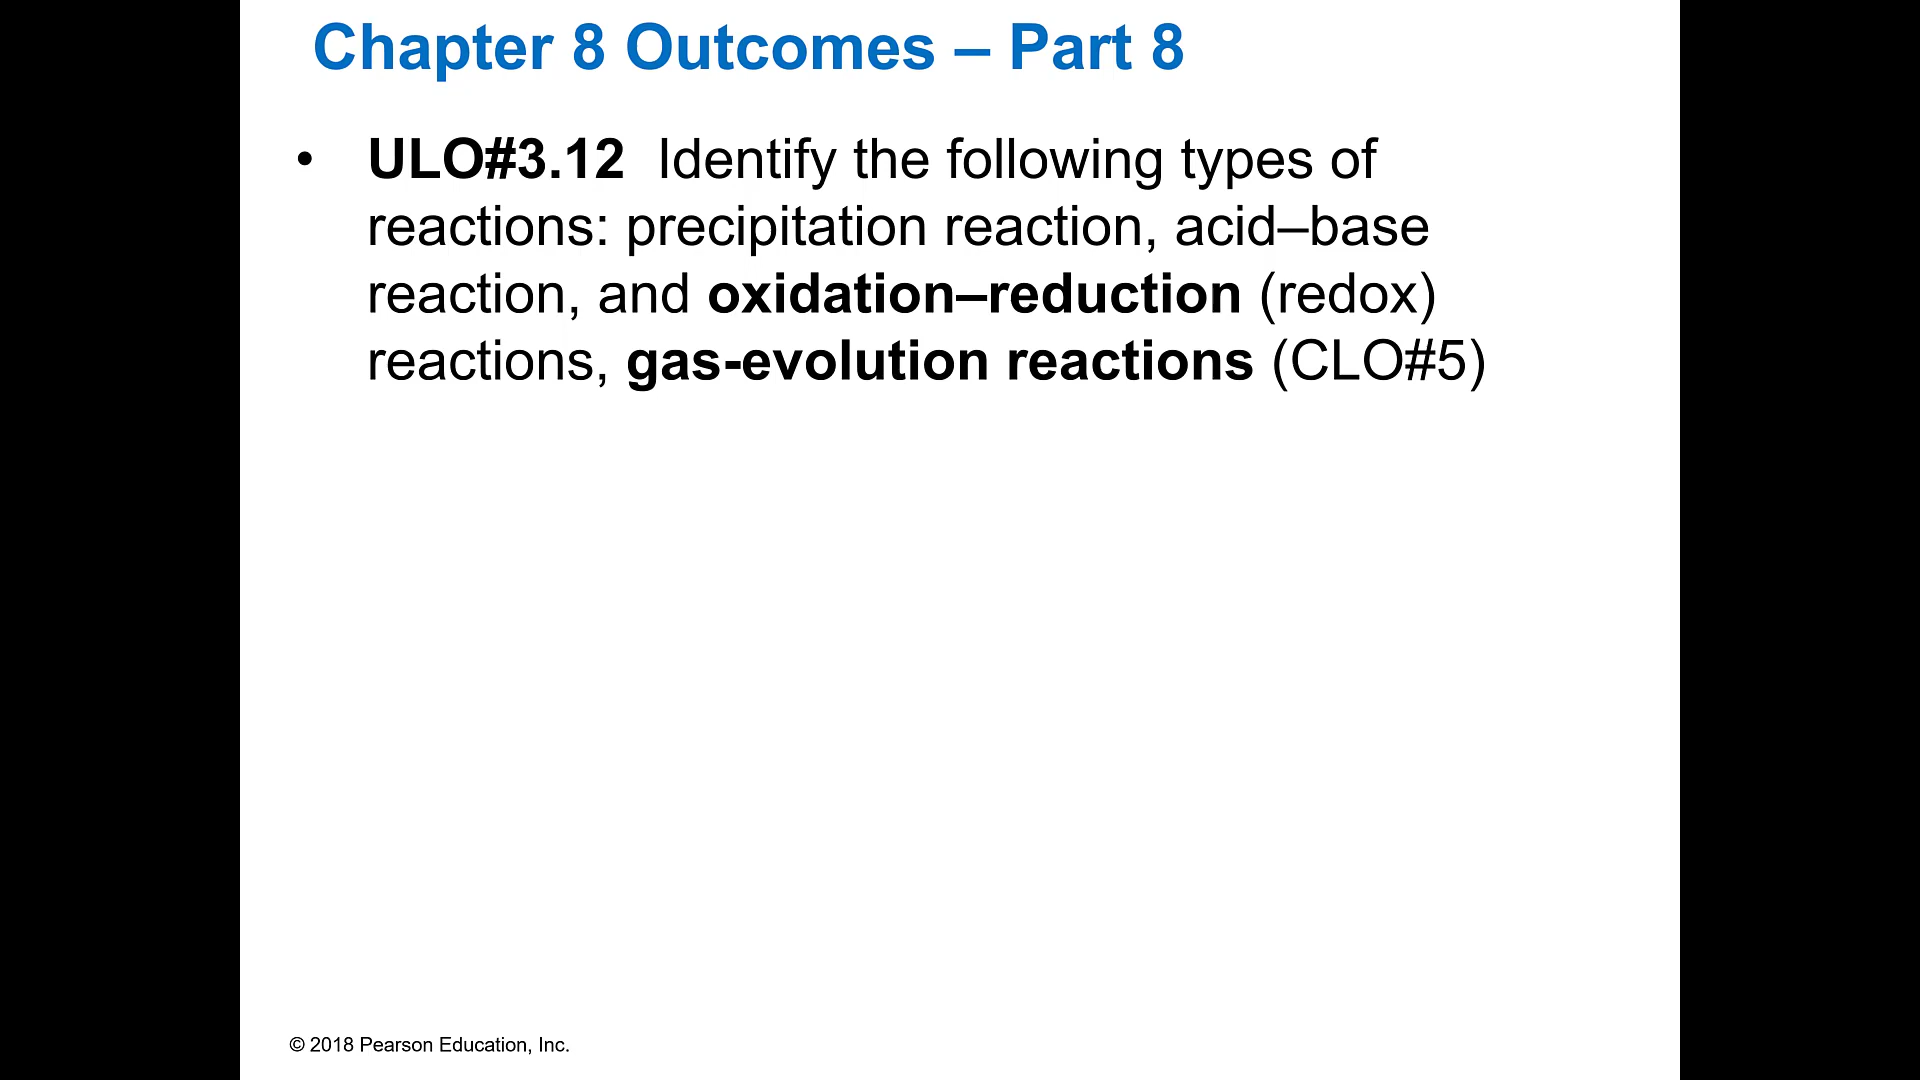 Chapter 8 Outcomes – Part 8
• ULO#3.12 Identify the following types of
reactions: precipitation reaction, acid–base
reaction, and oxidation–reduction (redox)
reactions, gas-evolution reactions (CLO#5)
© 2018 Pearson Education, Inc.